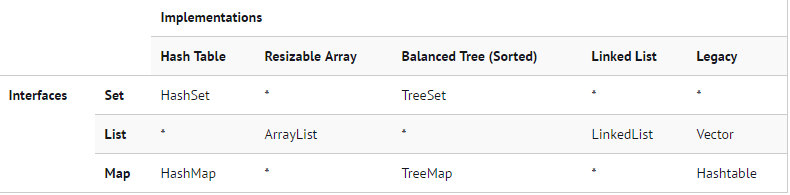 Implementations
Hash Table Resizable Array Balanced Tree (Sorted) Linked List Legacy
Interfaces Set HashSet * TreeSet * *
List * ArrayList * LinkedList Vector
Map HashMap * TreeMap * Hashtable